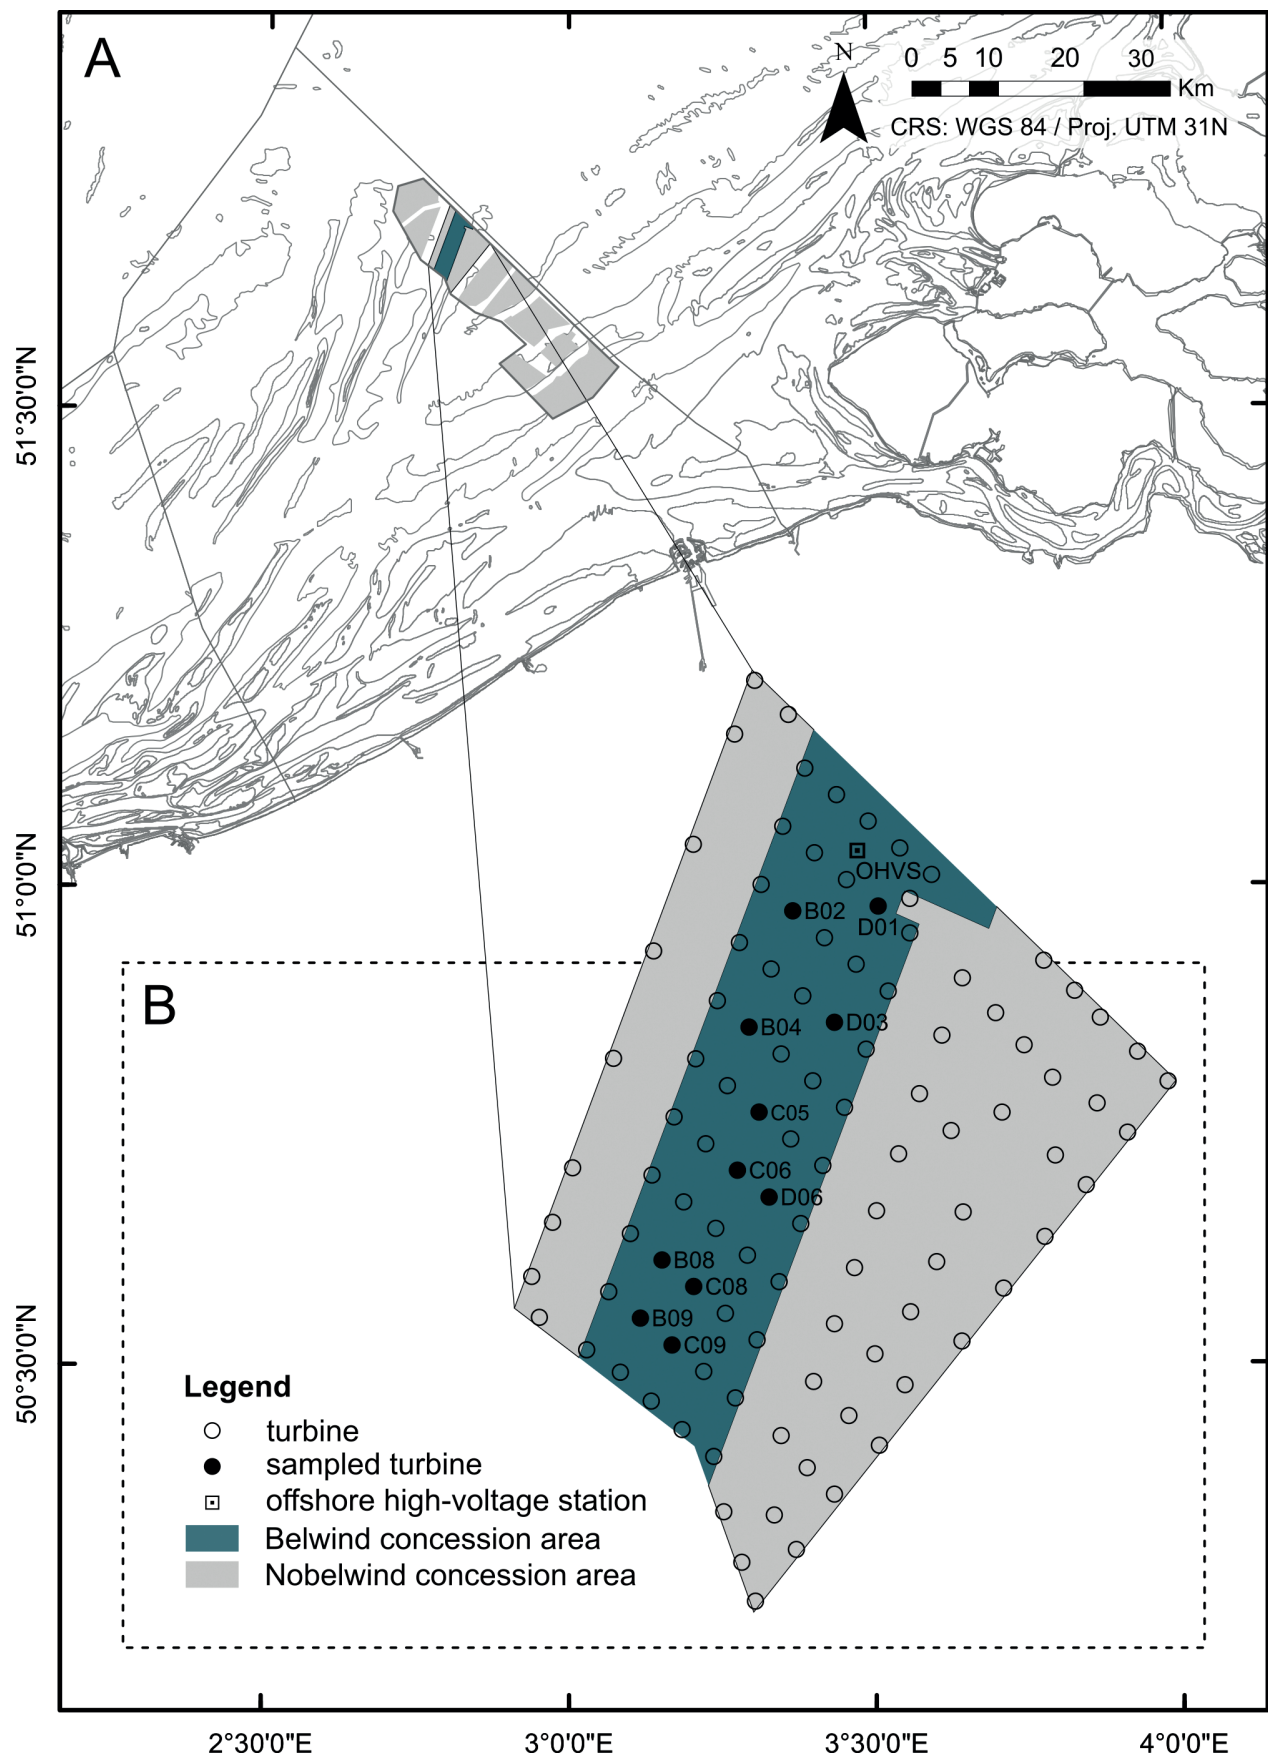 A
N
0 5 10 20 30
Km
CRS: WGS 84 / Proj. UTM 31N
51°30'0"N
51°0'0"N
50°30'0"N
OHVS
B02
D01
B
B04
D03
C05
C06
D06
B08
C08
B09
C09
Legend
turbine
sampled turbine
offshore high-voltage station
Belwind concession area
Nobelwind concession area
2°30'0"E 3°0'0"E 3°30'0"E 4°0'0"E